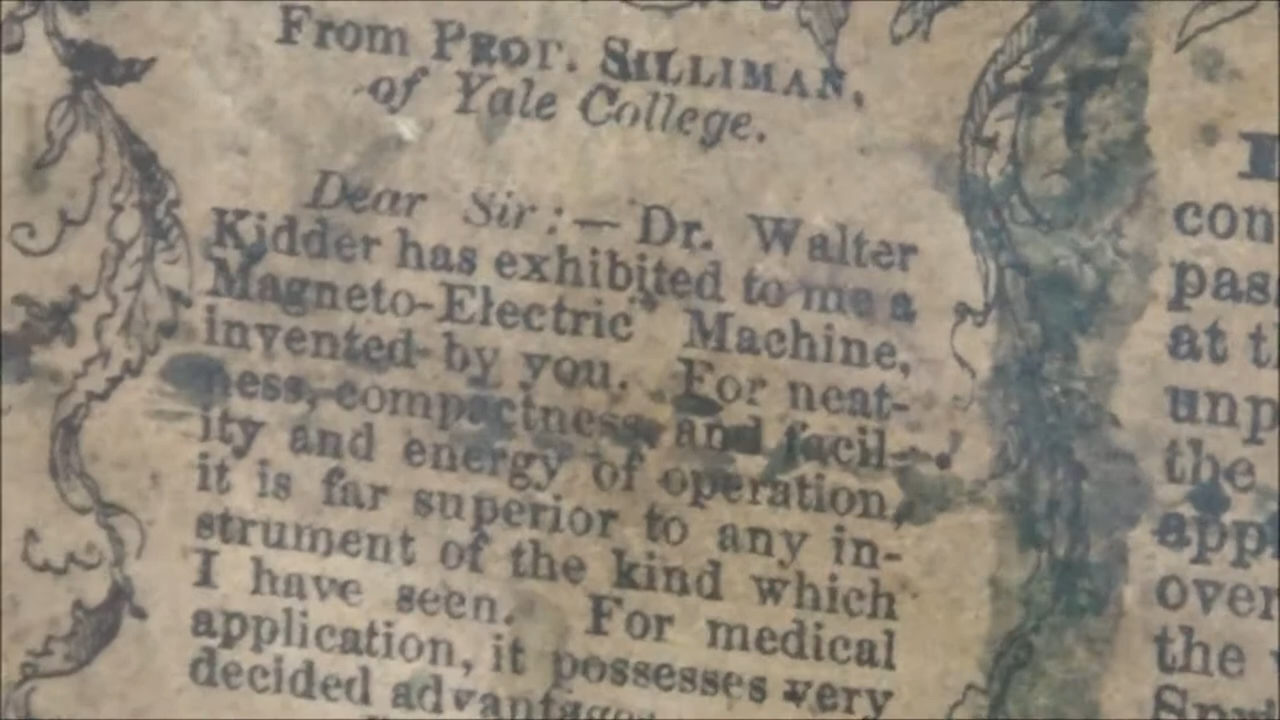 From PROF. SILLIMAN,
of Yale College.
Dear Sir:—Dr. Walter
Kidder has exhibited to me a
Magneto-Electric Machine,
invented by you. For neat-
ness, compactness, and facil-
ity and energy of operation,
it is far superior to any in-
strument of the kind which
I have seen. For medical
application, it possesses very
decided advantages
con
pas
at t
unp
the
app
over
the